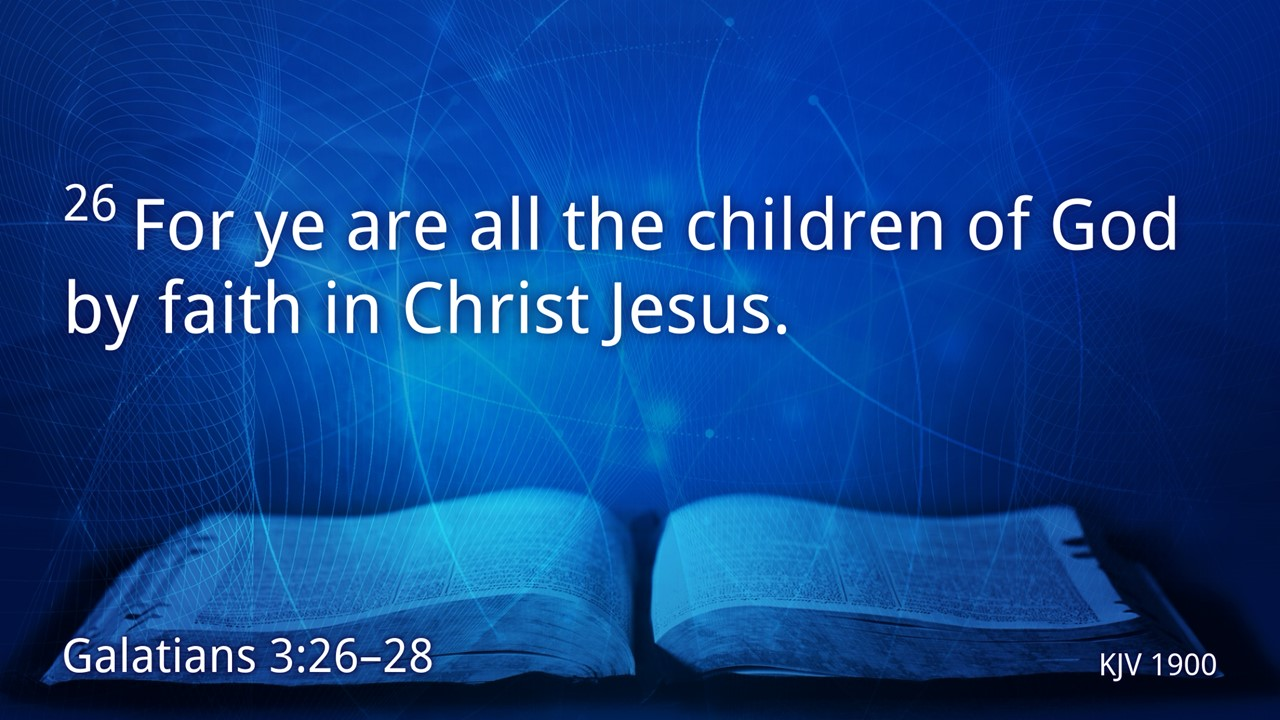 26 For ye are all the children of God
by faith in Christ Jesus.
Galatians 3:26–28
KJV 1900